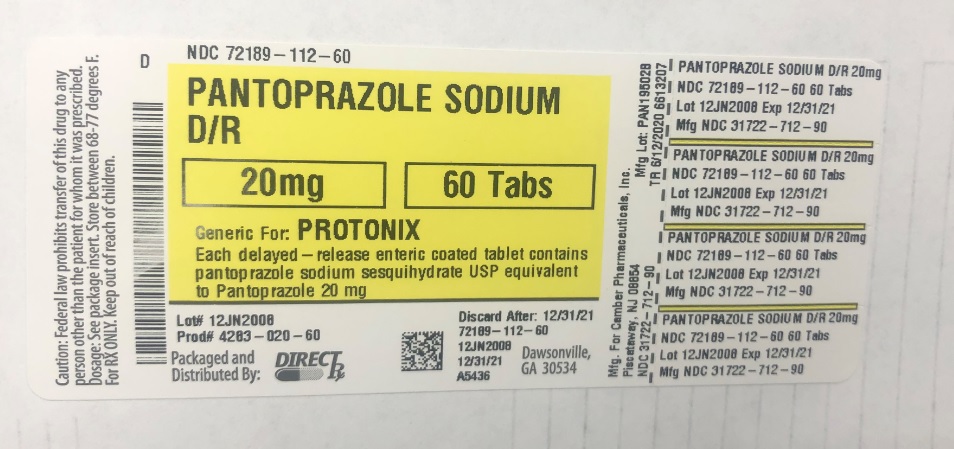 Caution: Federal law prohibits transfer of this drug to any
person other than the patient for whom it was prescribed.
Dosage: See package insert. Store between 68-77 degrees F.
For RX ONLY. Keep out of reach of children.
D
NDC 72189-112-60
PANTOPRAZOLE SODIUM
D/R
20mg
60 Tabs
Generic For: PROTONIX
Each delayed-release enteric coated tablet contains
pantoprazole sodium sesquihydrate USP equivalent
to Pantoprazole 20 mg
Lot# 12JN2008
Prod# 4283-020-60
Packaged and
Distributed By:
DIRECT Rx
Discard After: 12/31/21
72189-112-60
12JN2008
12/31/21
A5436
Dawsonville,
GA 30534
Mfg. For Camber Pharmaceuticals, Inc.
Piscataway, NJ 08854
NDC 31722-712-90
Mfg Lot: PAN19502B
TR 6/12/2020 6613207
PANTOPRAZOLE SODIUM D/R 20mg
NDC 72189-112-60 60 Tabs
Lot 12JN2008 Exp 12/31/21
Mfg NDC 31722-712-90
PANTOPRAZOLE SODIUM D/R 20mg
NDC 72189-112-60 60 Tabs
Lot 12JN2008 Exp 12/31/21
Mfg NDC 31722-712-90
PANTOPRAZOLE SODIUM D/R 20mg
NDC 72189-112-60 60 Tabs
Lot 12JN2008 Exp 12/31/21
Mfg NDC 31722-712-90
PANTOPRAZOLE SODIUM D/R 20mg
NDC 72189-112-60 60 Tabs
Lot 12JN2008 Exp 12/31/21
Mfg NDC 31722-712-90